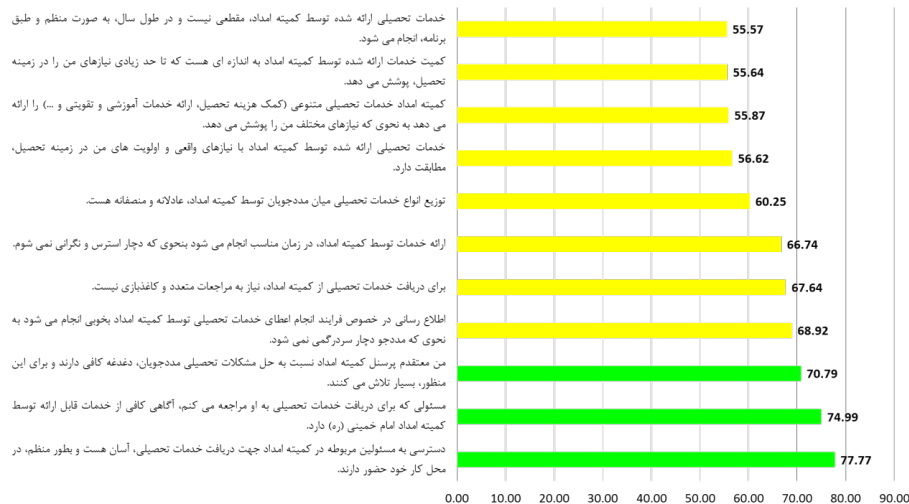 خدمات تحصیلی ارائه شده توسط کمیته امداد، مقطعی نیست و در طول سال، به صورت منظم و طبق
برنامه، انجام می شود.
55.57
کمیت خدمات ارائه شده توسط کمیته امداد به اندازه ای هست که تا حد زیادی نیازهای من را در زمینه
تحصیل، پوشش می دهد.
55.64
کمیته امداد خدمات تحصیلی متنوعی (کمک هزینه تحصیل، ارائه خدمات آموزشی و تقویتی و ...) را ارائه
می دهد به نحوی که نیازهای مختلف من را پوشش می دهد.
55.87
خدمات تحصیلی ارائه شده توسط کمیته امداد با نیازهای واقعی و اولویت های من در زمینه تحصیل،
مطابقت دارد.
56.62
توزیع انواع خدمات تحصیلی میان مددجویان توسط کمیته امداد، عادلانه و منصفانه هست.
60.25
ارائه خدمات توسط کمیته امداد، در زمان مناسب انجام می شود بنحوی که دچار استرس و نگرانی نمی شوم.
66.74
برای دریافت خدمات تحصیلی از کمیته امداد، نیاز به مراجعات متعدد و کاغذبازی نیست.
67.64
اطلاع رسانی در خصوص فرایند انجام اعطای خدمات تحصیلی توسط کمیته امداد بخوبی انجام می شود به
نحوی که مددجو دچار سردرگمی نمی شود.
68.92
من معتقدم پرسنل کمیته امداد نسبت به حل مشکلات تحصیلی مددجویان، دغدغه کافی دارند و برای این
منظور، بسیار تلاش می کنند.
70.79
مسئولی که برای دریافت خدمات تحصیلی به او مراجعه می کنم، آگاهی کافی از خدمات قابل ارائه توسط
کمیته امداد امام خمینی (ره) دارد.
74.99
دسترسی به مسئولین مربوطه در کمیته امداد جهت دریافت خدمات تحصیلی، آسان هست و بطور منظم، در
محل کار خود حضور دارند.
77.77
0.00 10.00 20.00 30.00 40.00 50.00 60.00 70.00 80.00 90.00